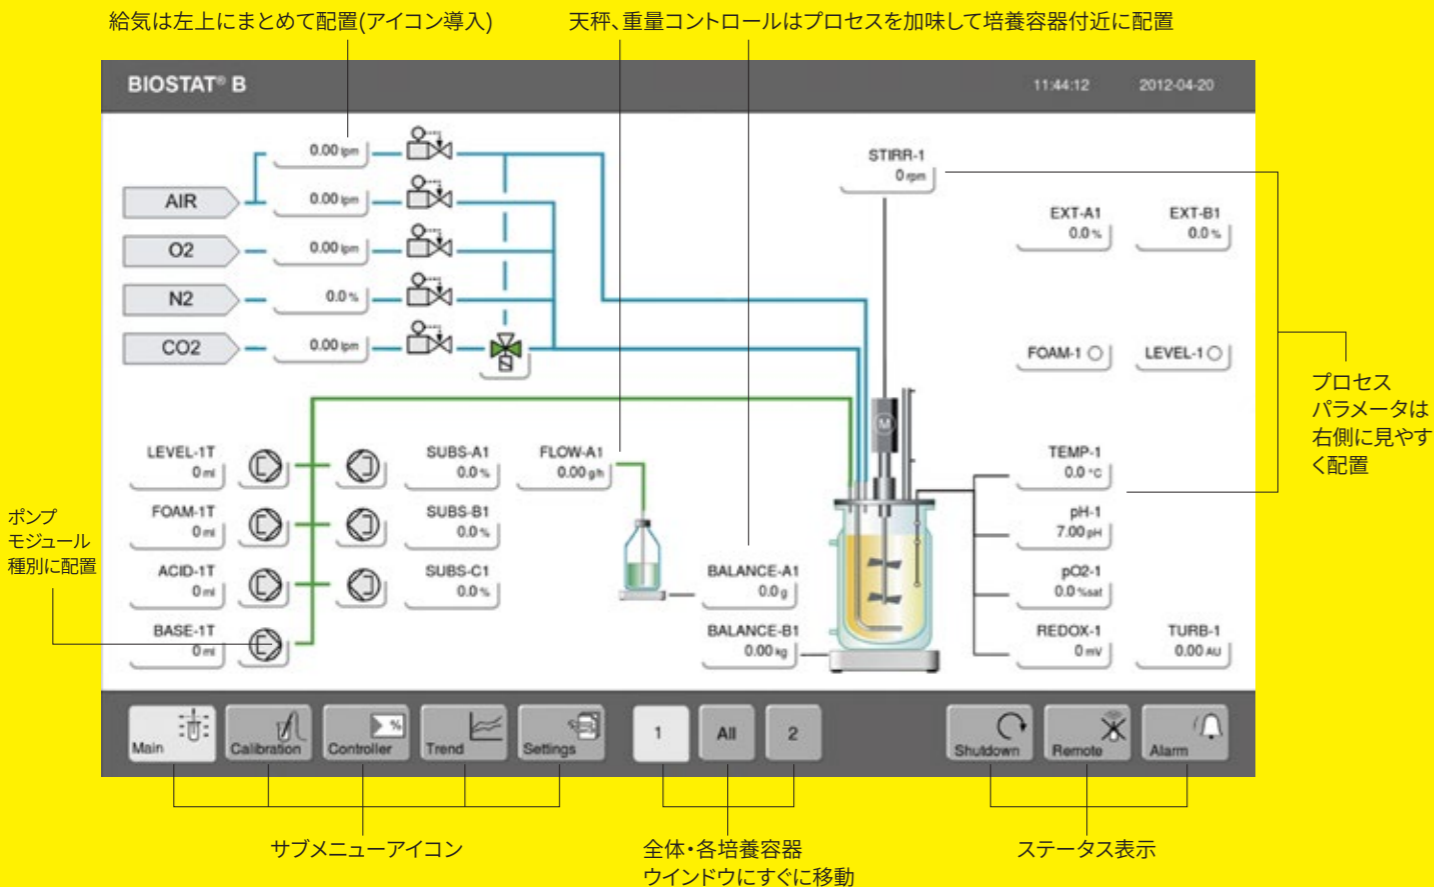 給気は左上にまとめて配置(アイコン導入)
天秤、重量コントロールはプロセスを加味して培養容器付近に配置
BIOSTAT® B
11:44:12
2012-04-20
0.00 lpm
AIR
0.00 lpm
O2
0.00 lpm
N2
0.0 %
CO2
0.00 lpm
STIRR-1
0 rpm
EXT-A1
0.0 %
EXT-B1
0.0 %
FOAM-1
LEVEL-1
プロセス
パラメータは
右側に見やす
く配置
M
LEVEL-1T
0 ml
SUBS-A1
0.0 %
FLOW-A1
0.00 g/h
TEMP-1
0.0 °C
FOAM-1T
0 ml
SUBS-B1
0.0 %
pH-1
7.00 pH
ポンプ
モジュール
種別に配置
ACID-1T
0 ml
SUBS-C1
0.0 %
BALANCE-A1
0.0 g
pO2-1
0.0 %sat
BASE-1T
0 ml
BALANCE-B1
0.00 kg
REDOX-1
0 mV
TURB-1
0.00 AU
Main
Calibration
%
Controller
Trend
Settings
1
All
2
Shutdown
Remote
Alarm
サブメニューアイコン
全体・各培養容器
ウインドウにすぐに移動
ステータス表示